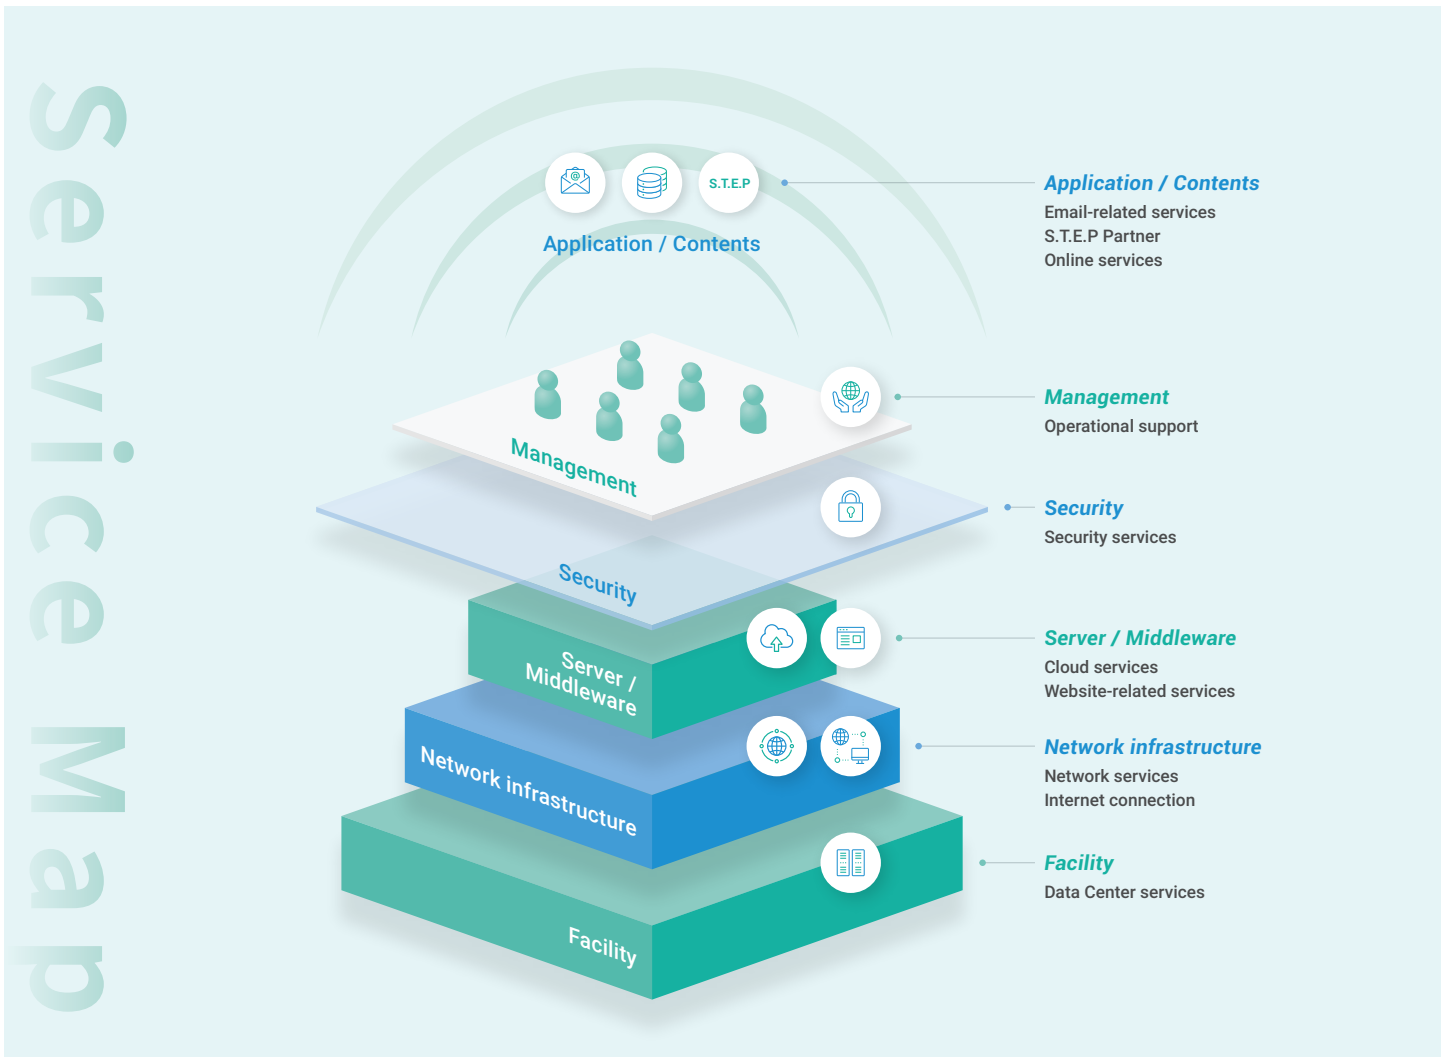 Service Map
S.T.E.P
Application / Contents
Application / Contents
Email-related services
S.T.E.P Partner
Online services
Management
Management
Operational support
Security
Security
Security services
Server /
Middleware
Server / Middleware
Cloud services
Website-related services
Network infrastructure
Network infrastructure
Network services
Internet connection
Facility
Facility
Data Center services